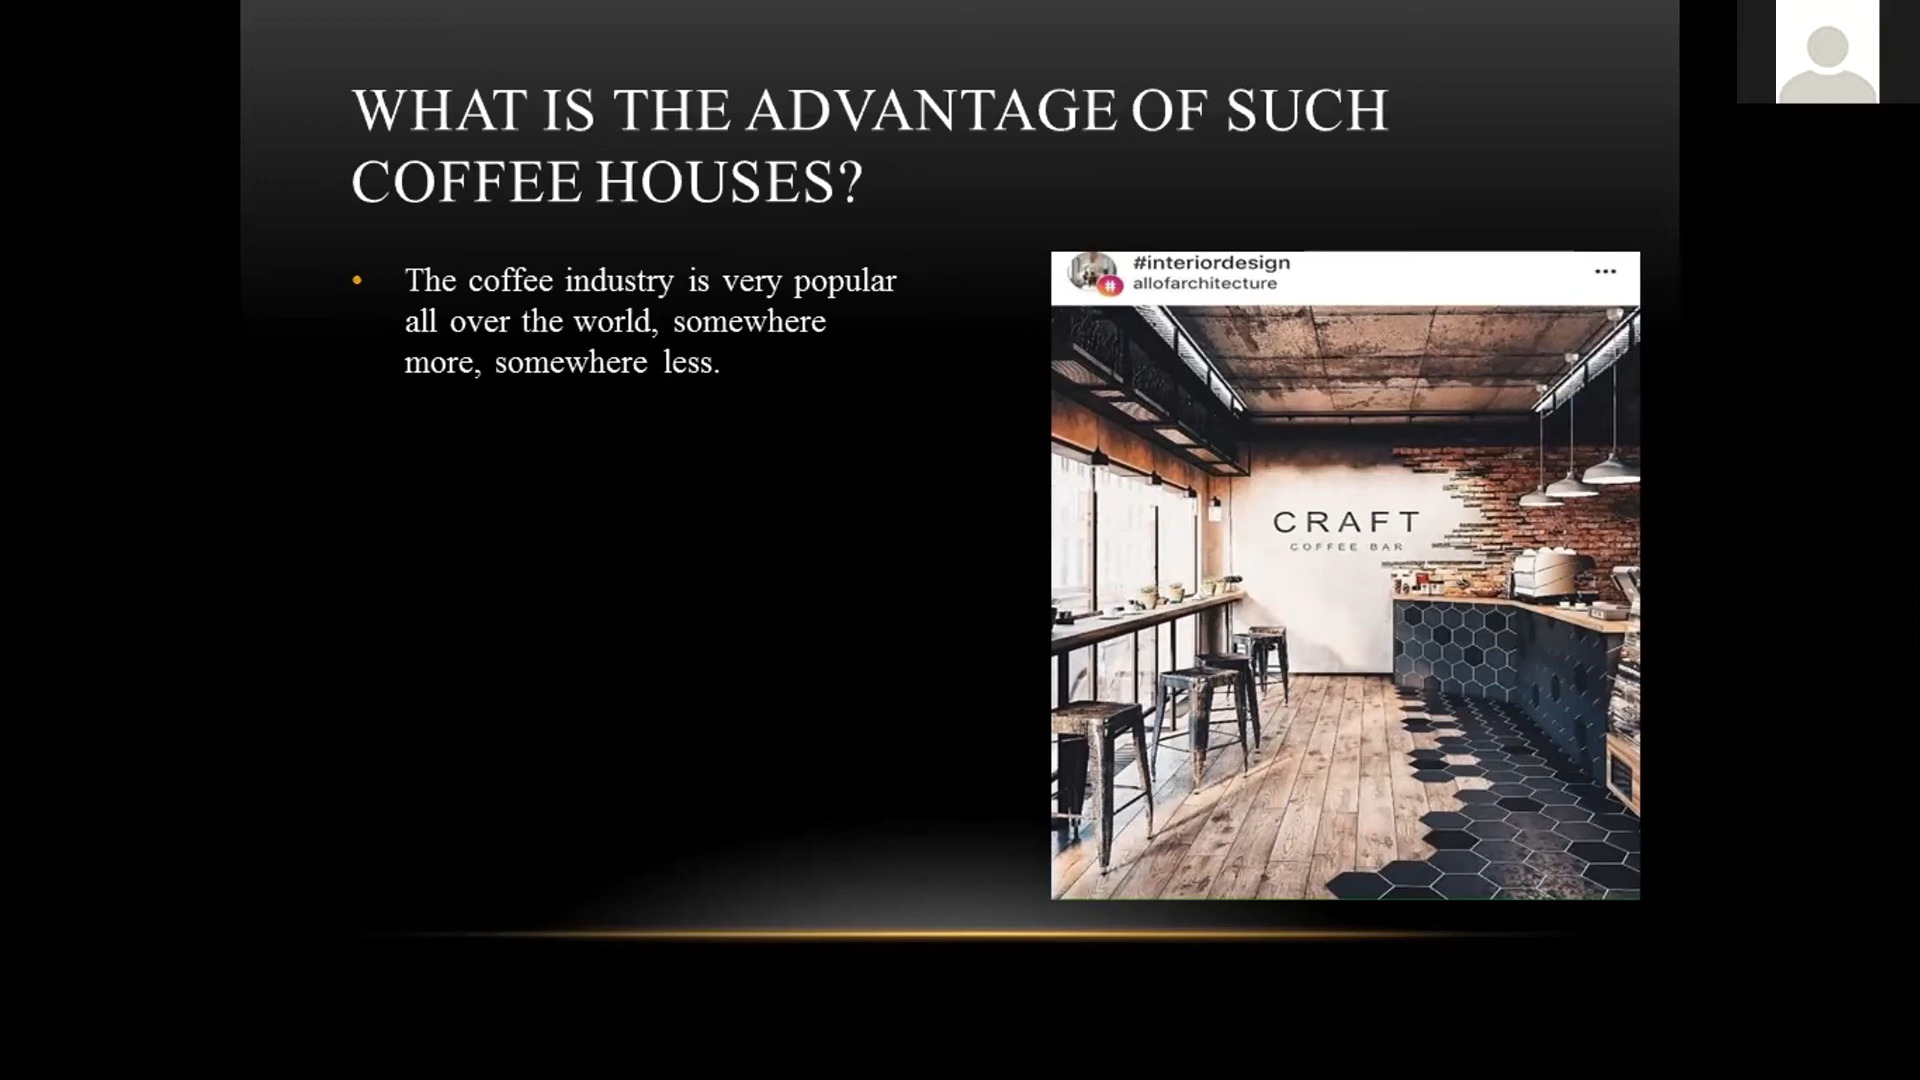 WHAT IS THE ADVANTAGE OF SUCH
COFFEE HOUSES?
• The coffee industry is very popular
all over the world, somewhere
more, somewhere less.
#interiordesign
allofarchitecture
CRAFT
COFFEE BAR